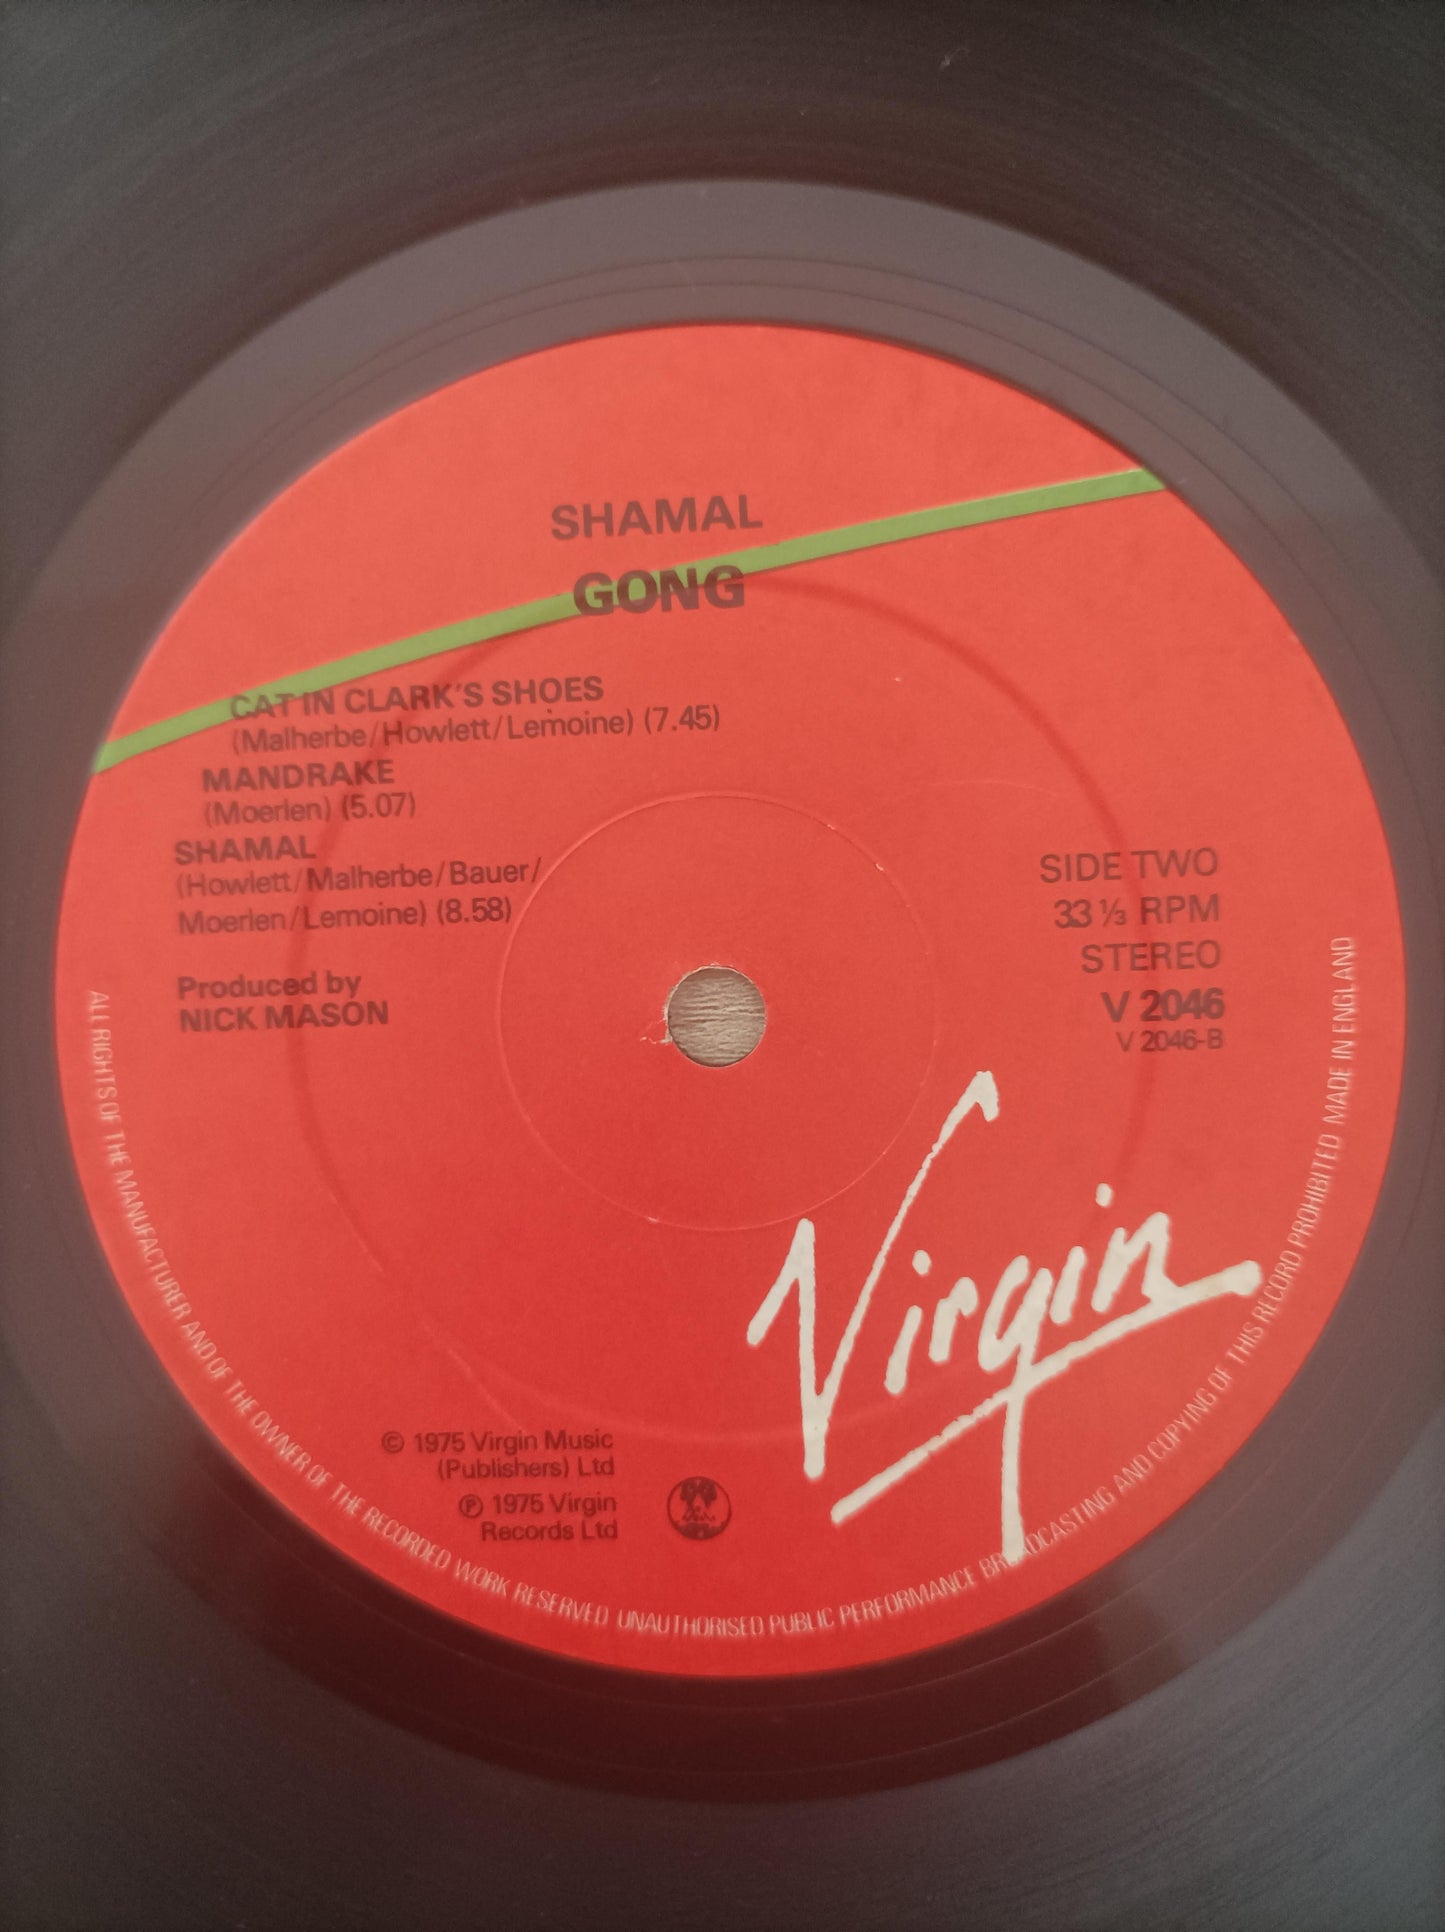 SHAMAL
GONG
CAT IN CLARK'S SHOES
(Malherbe/Howlett/Lemoine) (7.45)
MANDRAKE
(Moerlen) (5.07)
SHAMAL
(Howlett/Malherbe/Bauer/
Moerlen/Lemoine) (8.58)
Produced by
NICK MASON
SIDE TWO
33 ⅓ RPM
STEREO
V 2046
V 2046-B
Virgin
© 1975 Virgin Music
(Publishers) Ltd
℗ 1975 Virgin
Records Ltd
ALL RIGHTS OF THE MANUFACTURER AND OF THE OWNER OF THE RECORDED WORK RESERVED UNAUTHORISED PUBLIC PERFORMANCE BROADCASTING AND COPYING OF THIS RECORD PROHIBITED MADE IN ENGLAND